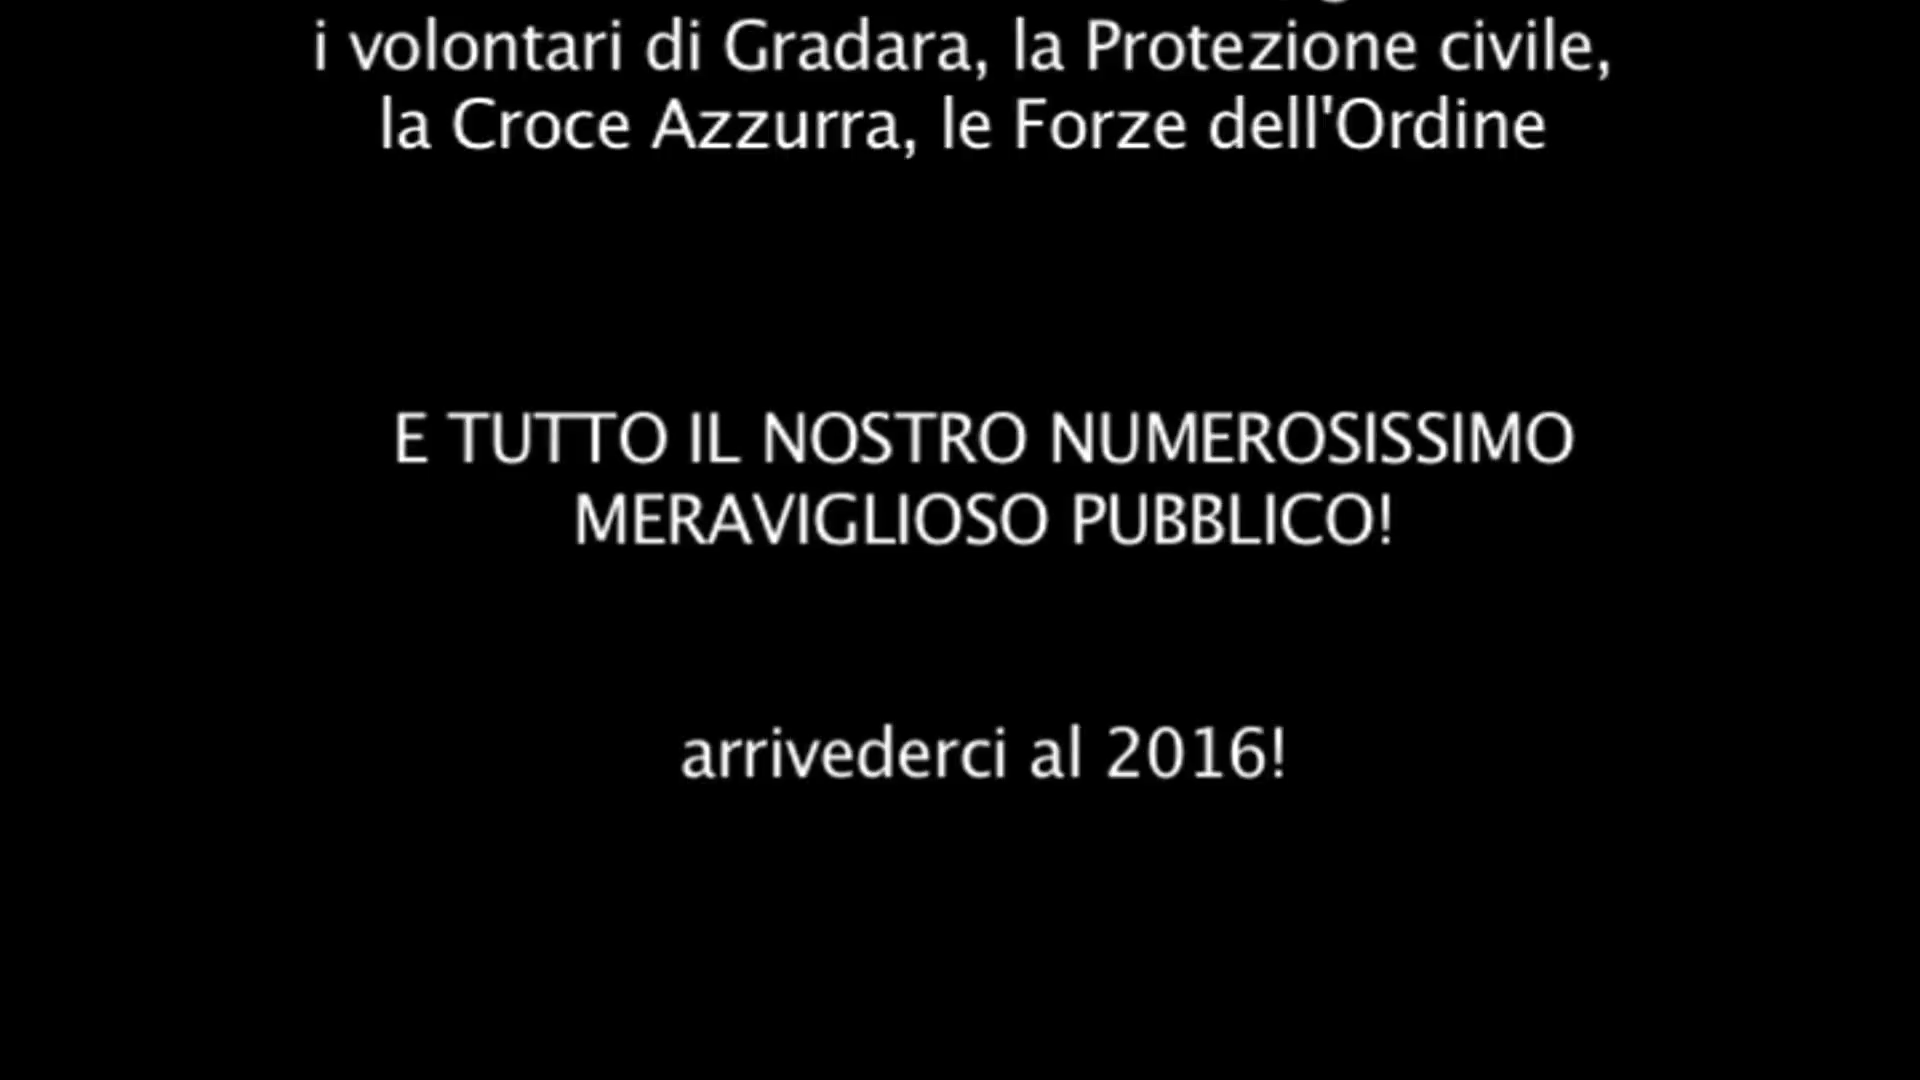 i volontari di Gradara, la Protezione civile,
la Croce Azzurra, le Forze dell'Ordine
E TUTTO IL NOSTRO NUMEROSISSIMO
MERAVIGLIOSO PUBBLICO!
arrivederci al 2016!